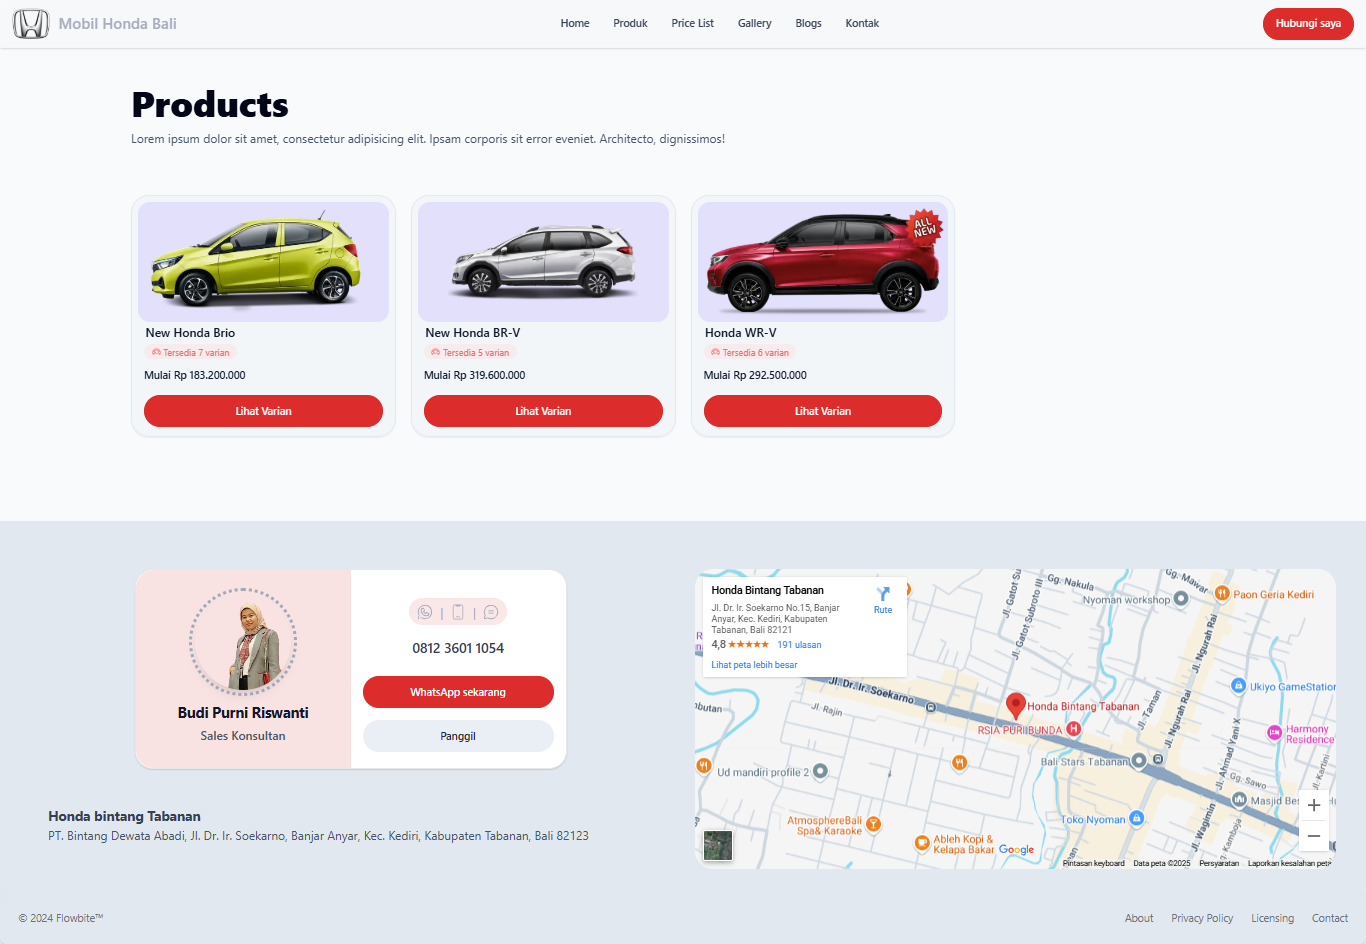 Mobil Honda Bali
Home
Produk
Price List
Gallery
Blogs
Kontak
Hubungi saya
Products
Lorem ipsum dolor sit amet, consectetur adipisicing elit. Ipsam corporis sit error eveniet. Architecto, dignissimos!
New Honda Brio
Tersedia 7 varian
Mulai Rp 183.200.000
Lihat Varian
New Honda BR-V
Tersedia 5 varian
Mulai Rp 319.600.000
Lihat Varian
ALL
NEW
Honda WR-V
Tersedia 6 varian
Mulai Rp 292.500.000
Lihat Varian
Budi Purni Riswanti
Sales Konsultan
0812 3601 1054
WhatsApp sekarang
Panggil
Honda bintang Tabanan
PT. Bintang Dewata Abadi, Jl. Dr. Ir. Soekarno, Banjar Anyar, Kec. Kediri, Kabupaten Tabanan, Bali 82123
Honda Bintang Tabanan
Jl. Dr. Ir. Soekarno No.15, Banjar
Anyar, Kec. Kediri, Kabupaten
Tabanan, Bali 82121
4,8
191 ulasan
Lihat peta lebih besar
Rute
Gg. Nakula
Gg. Mawar
Nyoman workshop
Paon Geria Kediri
Jl. Gatot Subroto III
Jl. Gatot Su
Jl. Ngurah Rai
Ukiyo GameStation
Jl. Dr. Ir. Soekarno
Jl. Rajin
mbutan
Honda Bintang Tabanan
RSIA PURI BUNDA
Jl. Taman
Jl. Ngurah Rai
Jl. Ahmad Yani X
Harmony
Residence
Bali Stars Tabanan
Jl. Kartini
Ud mandiri profile 2
Gg. Sawo
Masjid Bes
Toko Nyoman
Jl. Wagimin
Gg. Kamboja
AtmosphereBali
Spa& Karaoke
Ableh Kopi &
Kelapa Bakar
Google
Pintasan keyboard
Data peta ©2025
Persyaratan
Laporkan kesalahan peta
© 2024 Flowbite™
About
Privacy Policy
Licensing
Contact